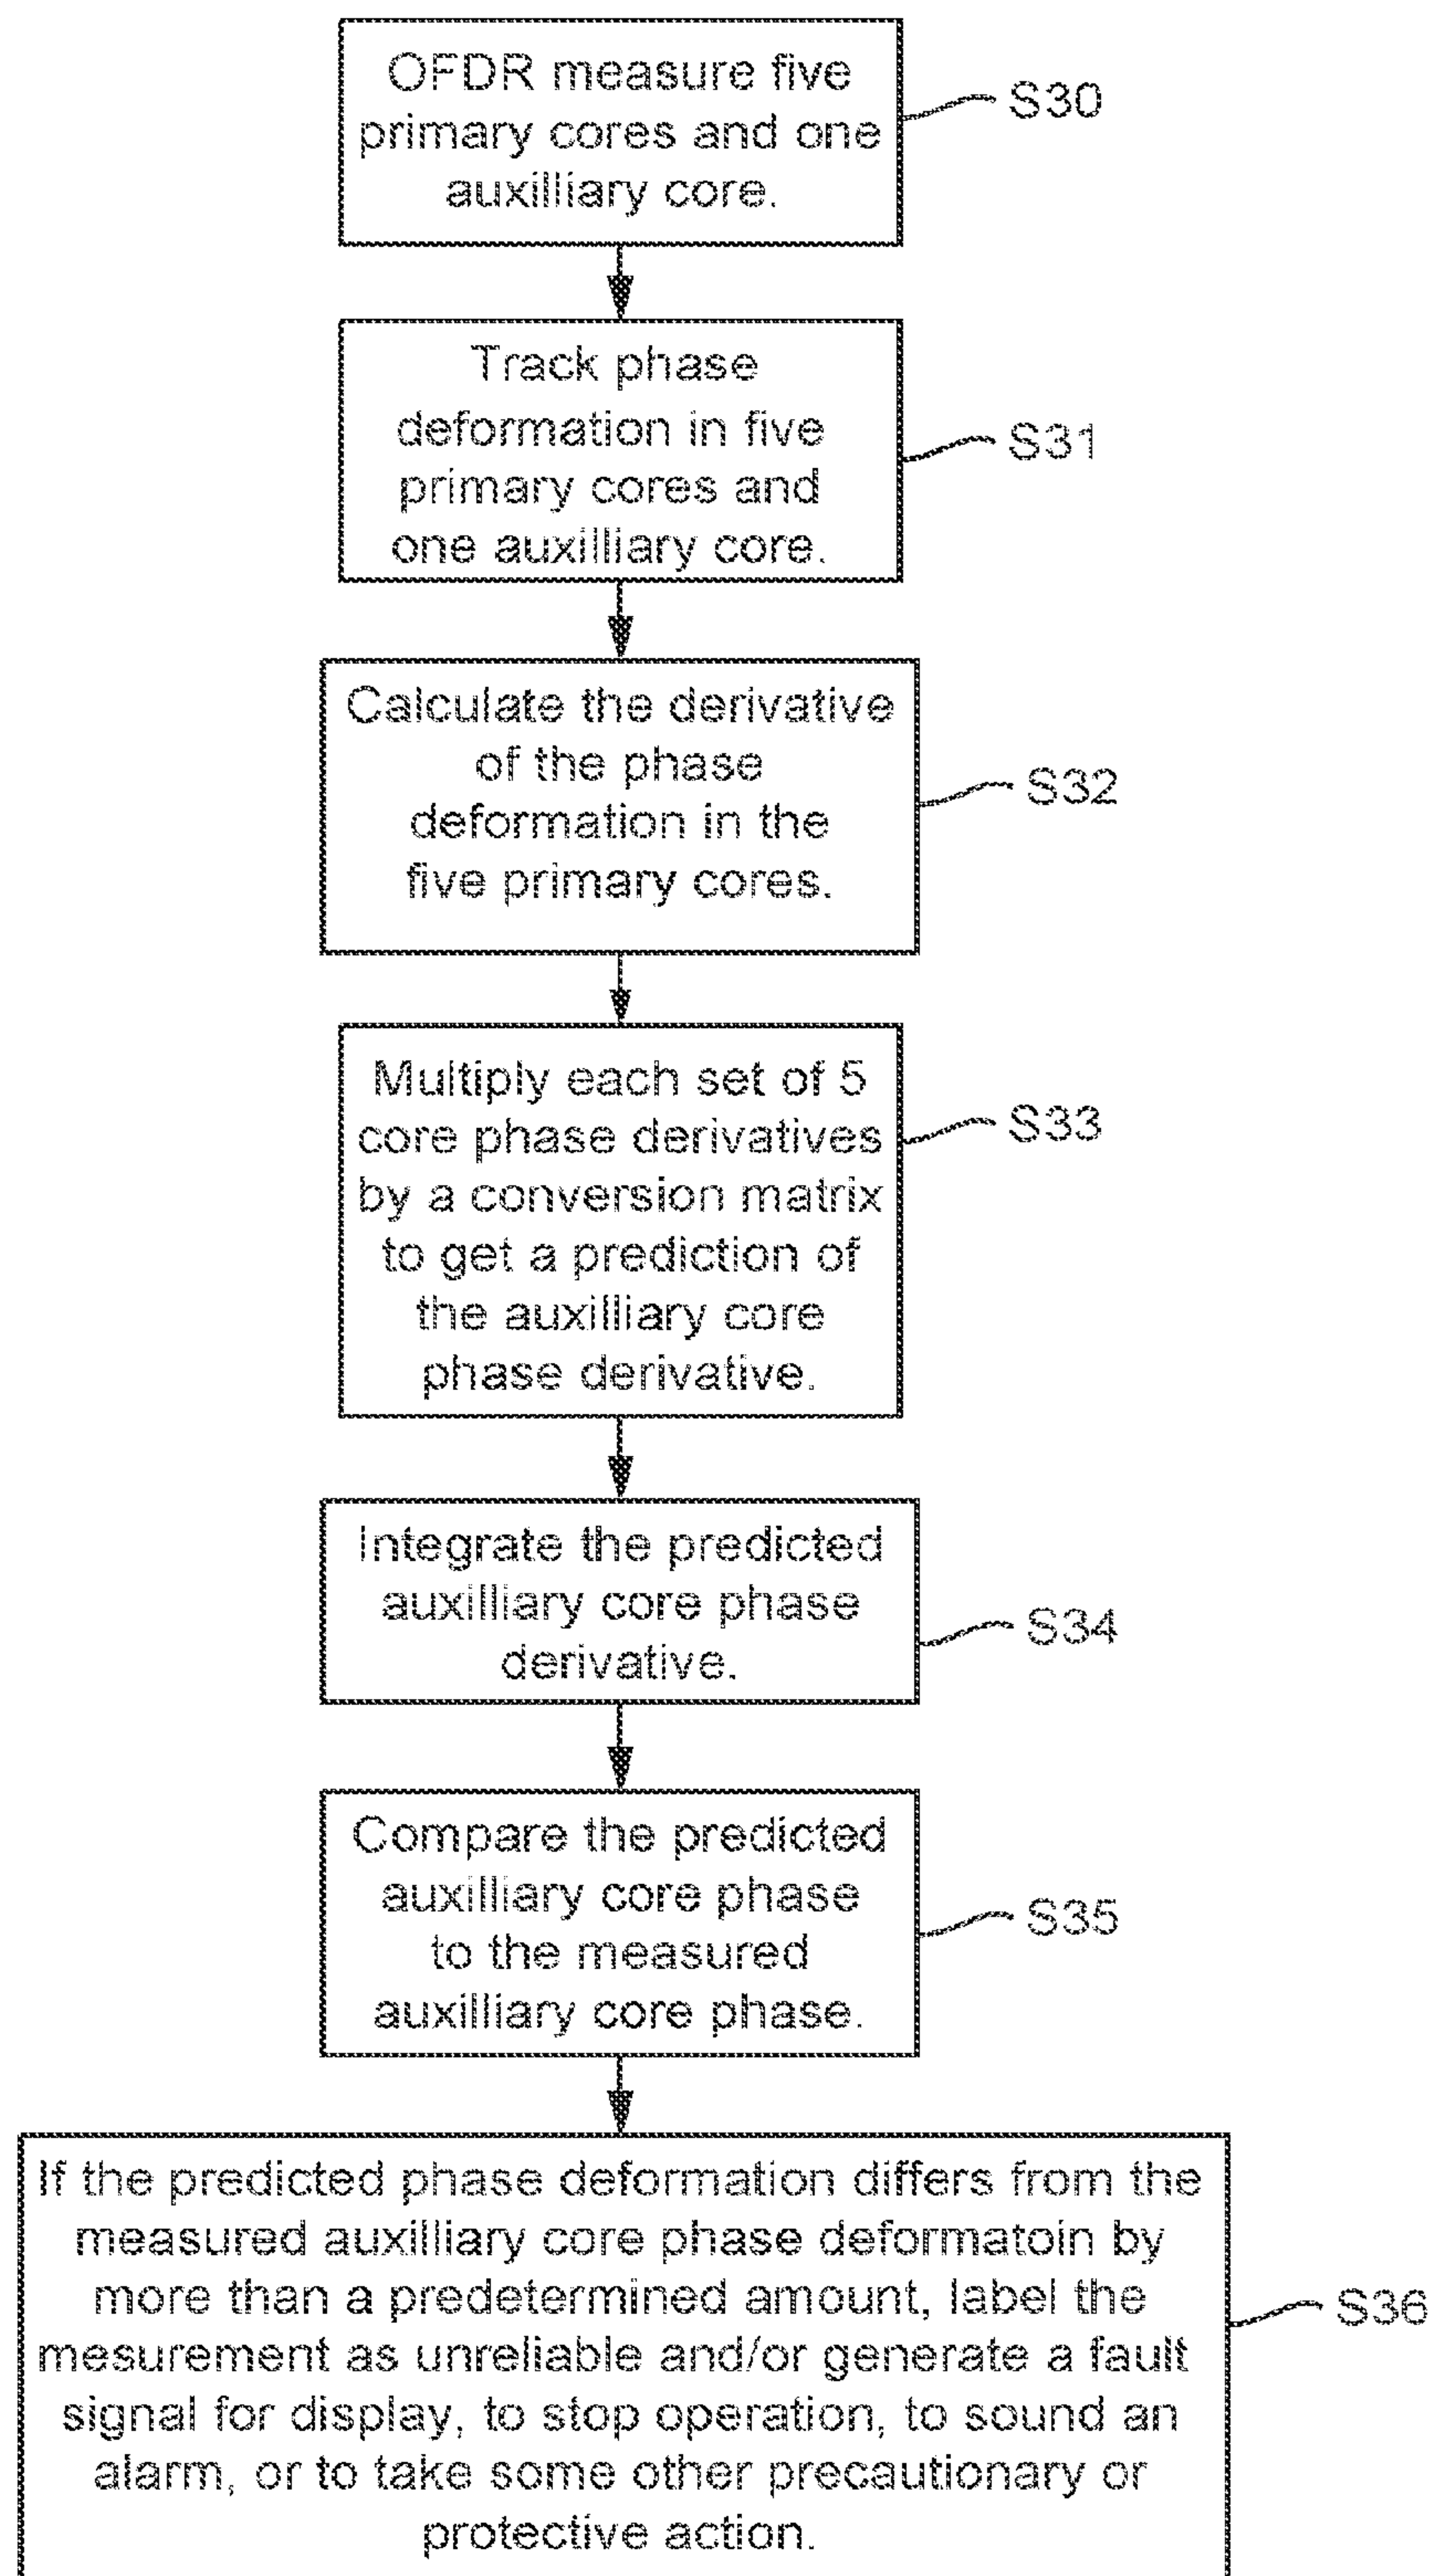 OFDR measure five
primary cores and one
auxilliary core.
S30
Track phase
deformation in five
primary cores and
one auxilliary core.
S31
Calculate the derivative
of the phase
deformation in the
five primary cores.
S32
Multiply each set of 5
core phase derivatives
by a conversion matrix
to get a prediction of
the auxilliary core
phase derivative.
S33
Integrate the predicted
auxilliary core phase
derivative.
S34
Compare the predicted
auxilliary core phase
to the measured
auxilliary core phase.
S35
If the predicted phase deformation differs from the
measured auxilliary core phase deformatoin by
more than a predetermined amount, label the
mesurement as unreliable and/or generate a fault
signal for display, to stop operation, to sound an
alarm, or to take some other precautionary or
protective action.
S36